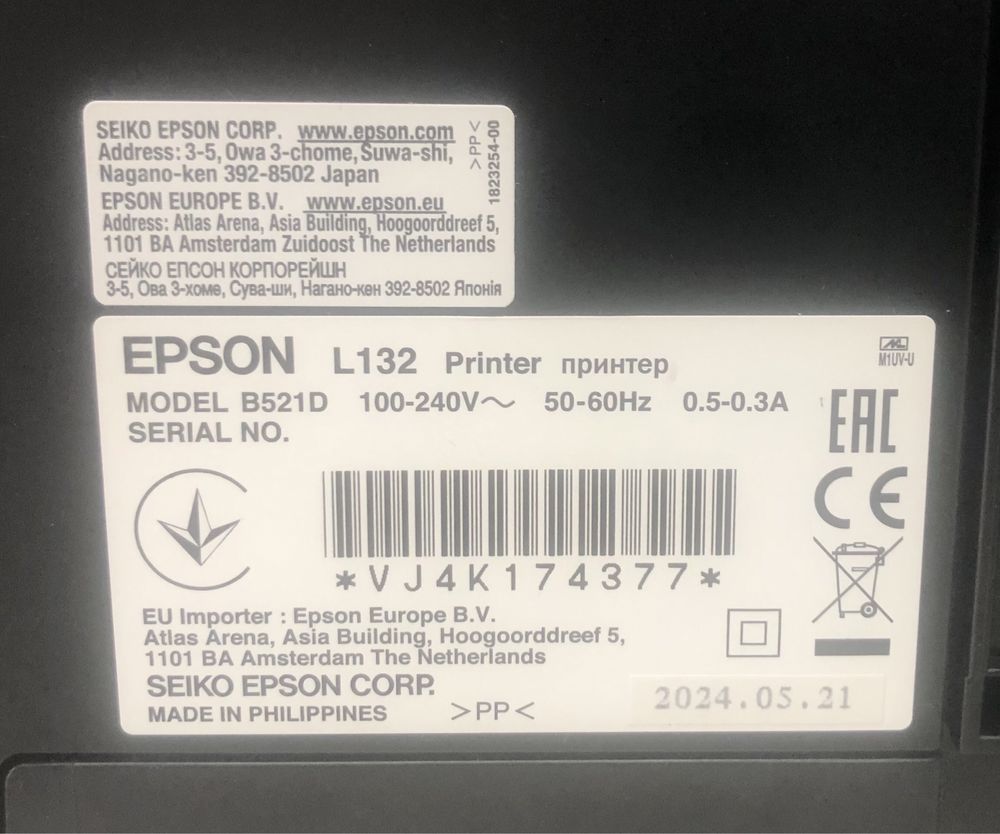 SEIKO EPSON CORP. www.epson.com
Address: 3-5, Owa 3-chome, Suwa-shi,
Nagano-ken 392-8502 Japan
EPSON EUROPE B.V. www.epson.eu
Address: Atlas Arena, Asia Building, Hoogoorddreef 5,
1101 BA Amsterdam Zuidoost The Netherlands
СЕЙКО ЕПСОН КОРПОРЕЙШН
3-5, Ова 3-хоме, Сува-ши, Нагано-кен 392-8502 Японія
>PP<
1823254-00
EPSON L132 Printer принтер
MODEL B521D 100-240V～ 50-60Hz 0.5-0.3A
SERIAL NO.
M1UV-U
EAC
CE
*VJ4K174377*
EU Importer : Epson Europe B.V.
Atlas Arena, Asia Building, Hoogoorddreef 5,
1101 BA Amsterdam The Netherlands
SEIKO EPSON CORP.
MADE IN PHILIPPINES >PP<
2024.05.21